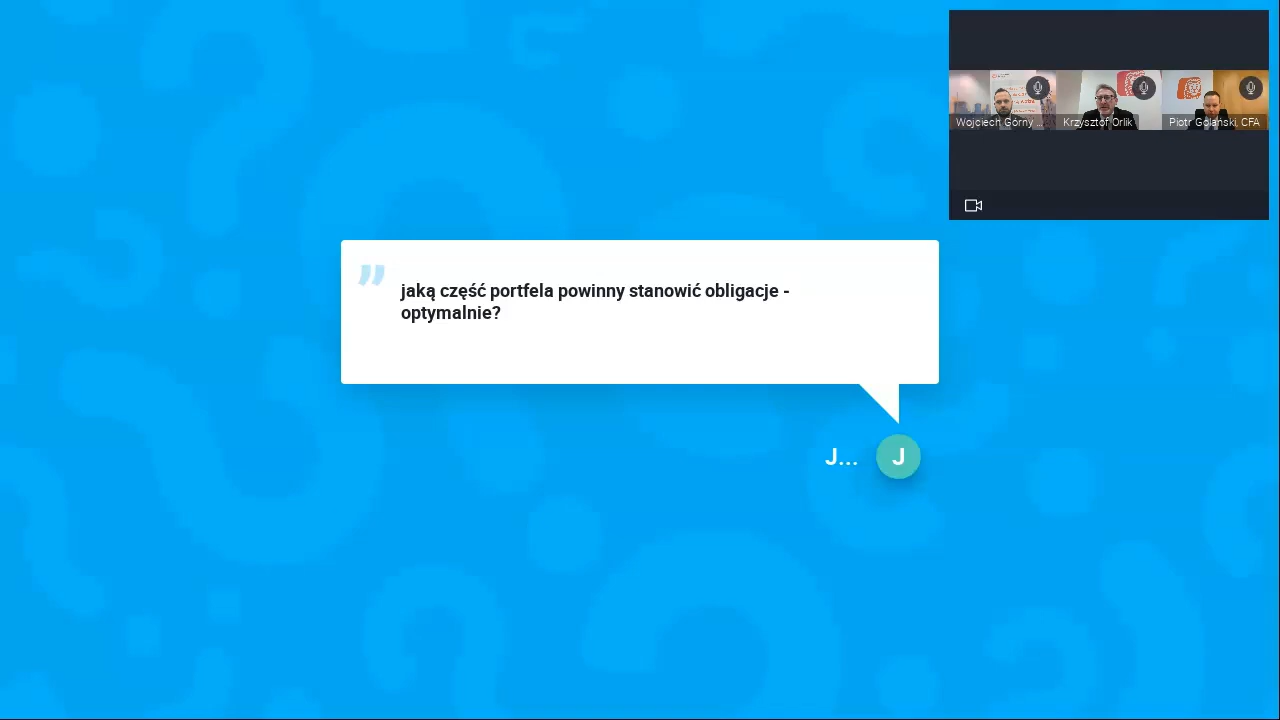 Wojciech Górny ...
Krzysztof Orlik
Piotr Golański, CFA
jaką część portfela powinny stanowić obligacje -
optymalnie?
J...
J